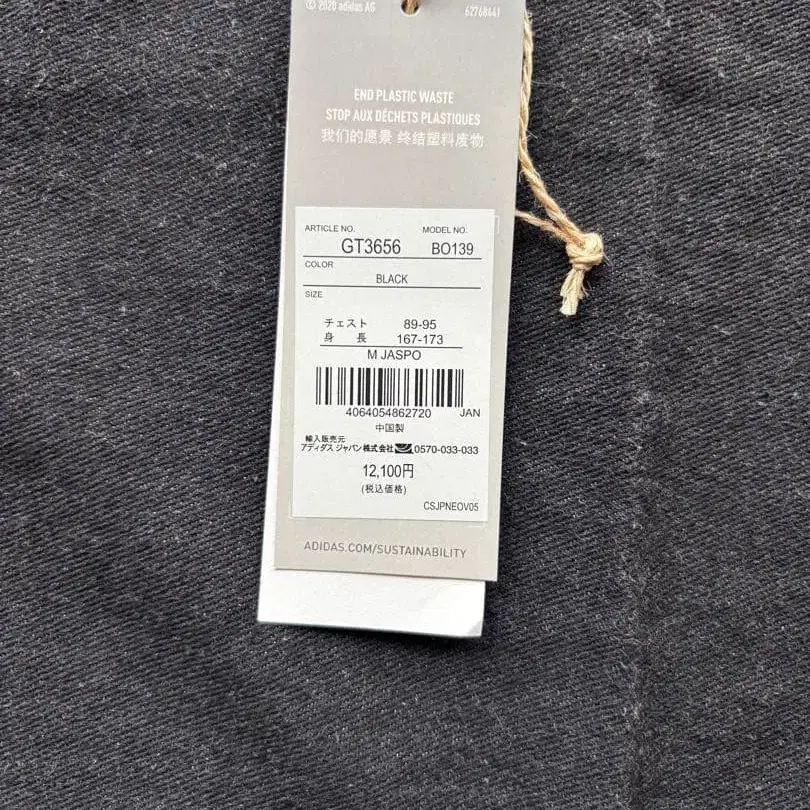 © 2020 adidas AG 62768441
END PLASTIC WASTE
STOP AUX DÉCHETS PLASTIQUES
我们的愿景 终结塑料废物
ARTICLE NO. MODEL NO.
GT3656 BO139
COLOR
BLACK
SIZE
チェスト 89-95
身 長 167-173
M JASPO
4064054862720 JAN
中国製
輸入販売元
アディダス ジャパン株式会社 0570-033-033
12,100円
(税込価格)
CSJPNEOV05
ADIDAS.COM/SUSTAINABILITY